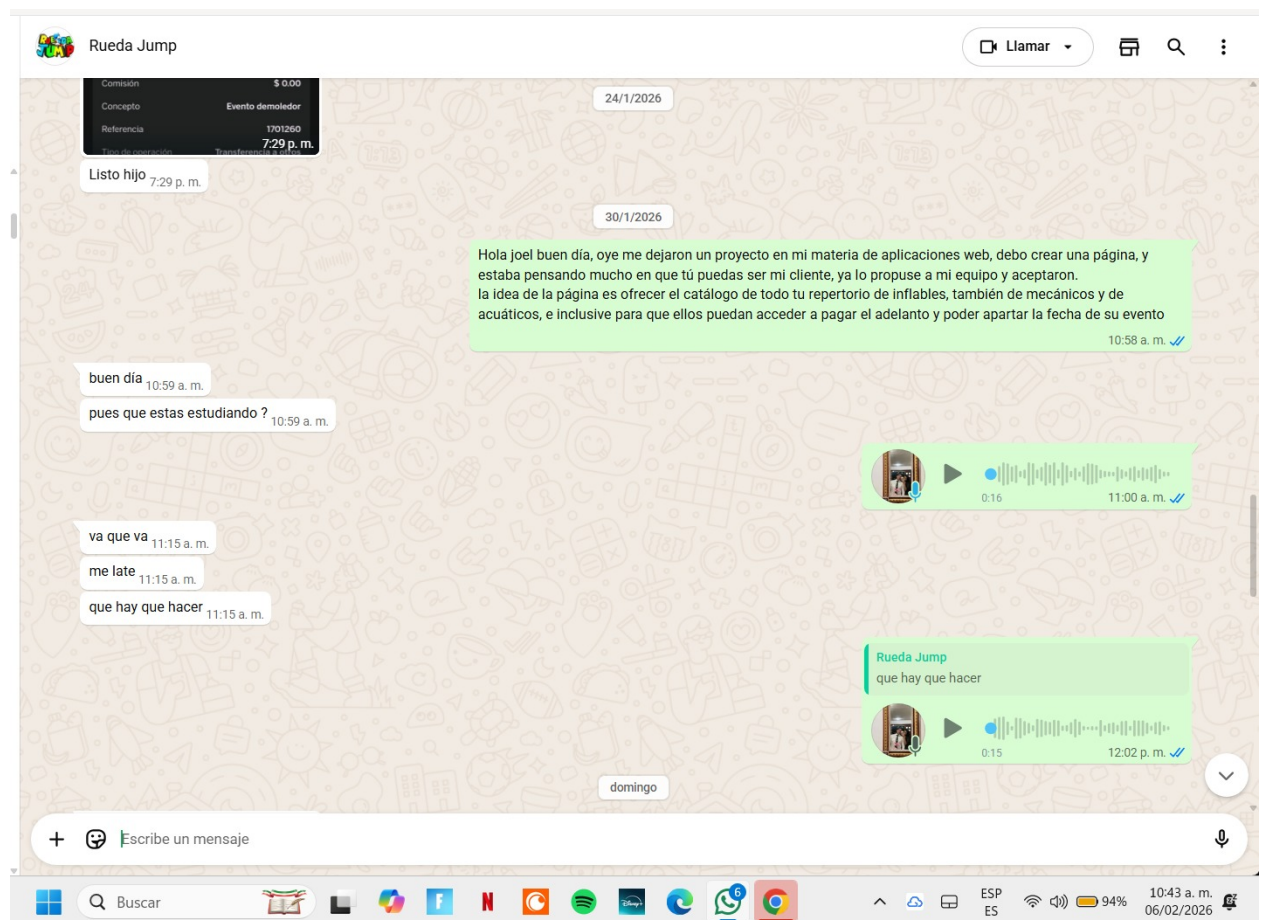 Rueda Jump
Llamar
Comisión $ 0.00
24/1/2026
Concepto Evento demoledor
Referencia 1701260
Tipo de operación Transferencia a otros
7:29 p. m.
Listo hijo 7:29 p. m.
30/1/2026
Hola joel buen día, oye me dejaron un proyecto en mi materia de aplicaciones web, debo crear una página, y
estaba pensando mucho en que tú puedas ser mi cliente, ya lo propuse a mi equipo y aceptaron.
la idea de la página es ofrecer el catálogo de todo tu repertorio de inflables, también de mecánicos y de
acuáticos, e inclusive para que ellos puedan acceder a pagar el adelanto y poder apartar la fecha de su evento
10:58 a. m.
buen día 10:59 a. m.
pues que estas estudiando ? 10:59 a. m.
0:16 11:00 a. m.
va que va 11:15 a. m.
me late 11:15 a. m.
que hay que hacer 11:15 a. m.
Rueda Jump
que hay que hacer
0:15 12:02 p. m.
domingo
Escribe un mensaje
Buscar
6
ESP
ES
94%
10:43 a. m.
06/02/2026